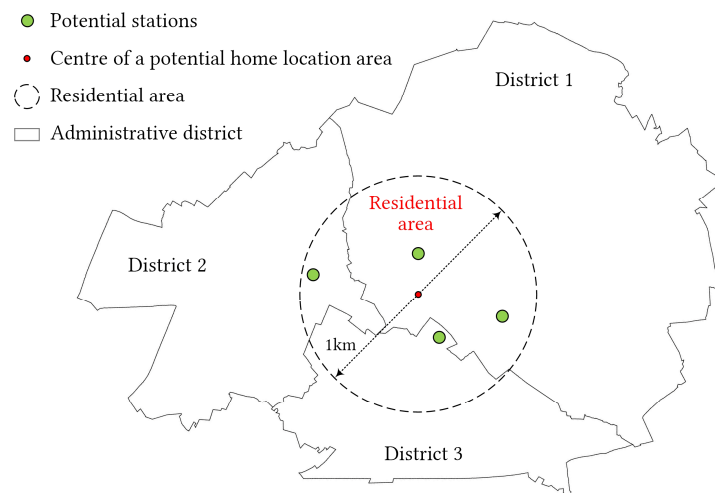 Potential stations
Centre of a potential home location area
Residential area
Administrative district
District 1
Residential
area
District 2
1km
District 3